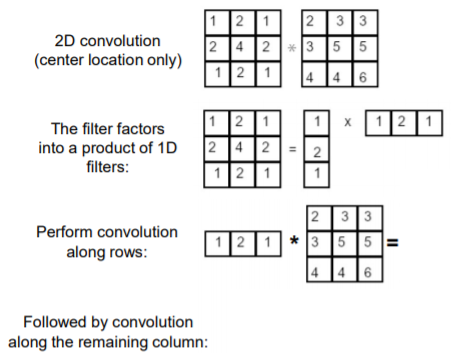 1 2 1 2 3 3
2D convolution
(center location only)
2 4 2 * 3 5 5
1 2 1 4 4 6
The filter factors
into a product of 1D
filters:
1 2 1 1 x 1 2 1
2 4 2 = 2
1 2 1 1
Perform convolution
along rows:
2 3 3
1 2 1 * 3 5 5 =
4 4 6
Followed by convolution
along the remaining column: